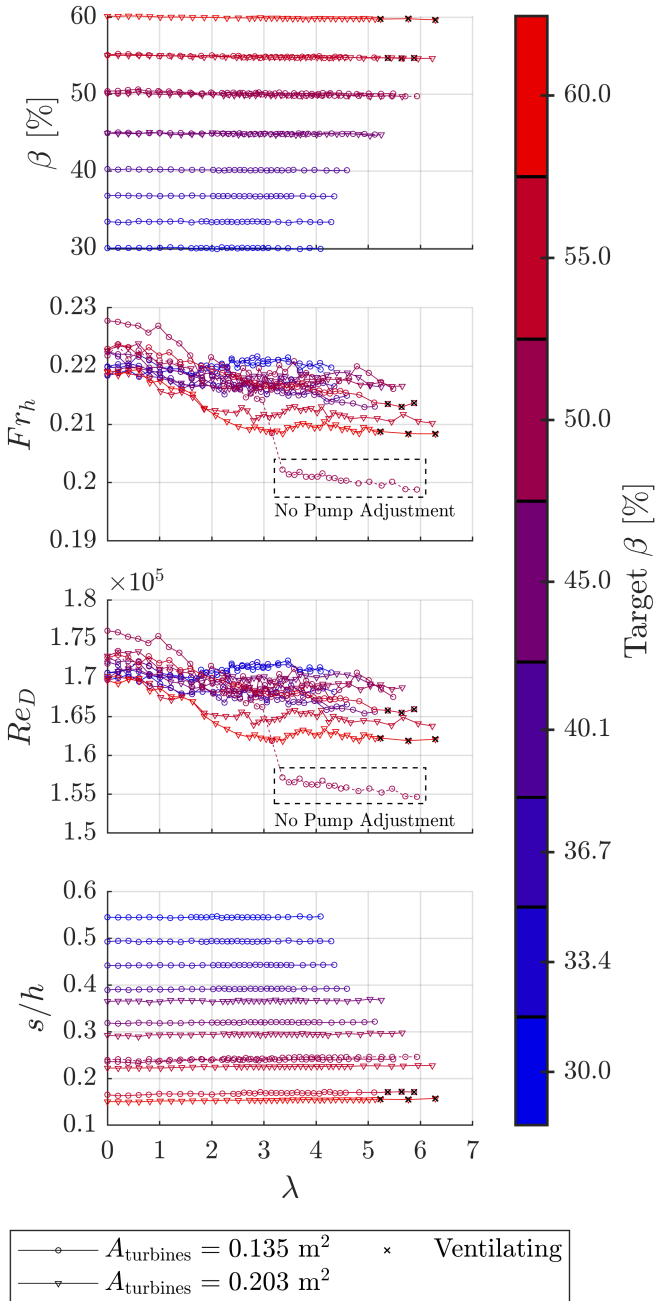 60
50
40
30
β [%]
0.23
0.22
0.21
0.2
0.19
Fr_h
No Pump Adjustment
×10^5
1.8
1.75
1.7
1.65
1.6
1.55
1.5
Re_D
No Pump Adjustment
0.6
0.5
0.4
0.3
0.2
0.1
s/h
0 1 2 3 4 5 6 7
λ
60.0
55.0
50.0
45.0
40.1
36.7
33.4
30.0
Target β [%]
A_turbines = 0.135 m² × Ventilating
A_turbines = 0.203 m²